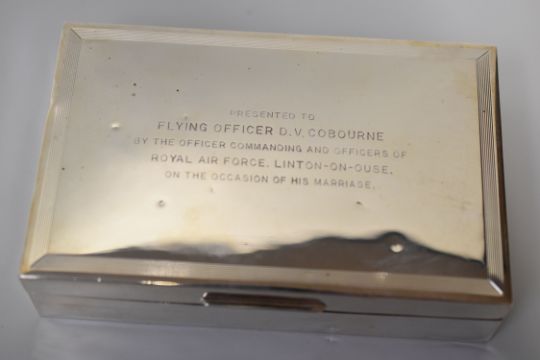 PRESENTED TO
FLYING OFFICER D.V. COBOURNE
BY THE OFFICER COMMANDING AND OFFICERS OF
ROYAL AIR FORCE. LINTON-ON-OUSE.
ON THE OCCASION OF HIS MARRIAGE.